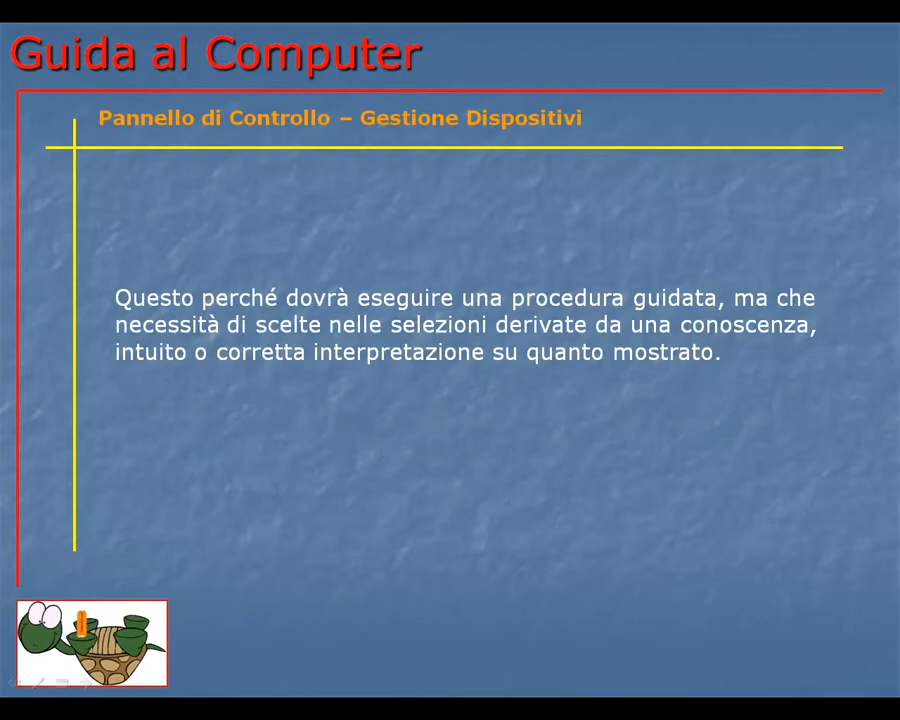 Guida al Computer
Pannello di Controllo – Gestione Dispositivi
Questo perché dovrà eseguire una procedura guidata, ma che
necessità di scelte nelle selezioni derivate da una conoscenza,
intuito o corretta interpretazione su quanto mostrato.